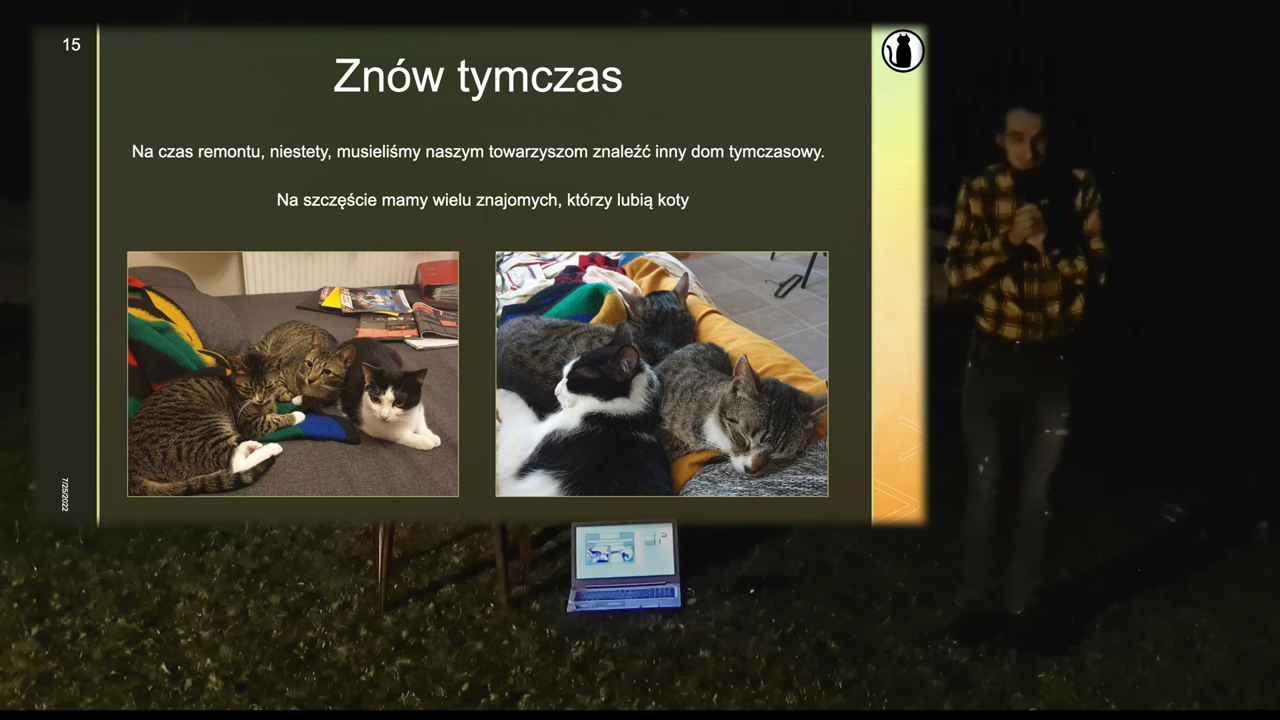 15
Znów tymczas
Na czas remontu, niestety, musieliśmy naszym towarzyszom znaleźć inny dom tymczasowy.
Na szczęście mamy wielu znajomych, którzy lubią koty
7/25/2022